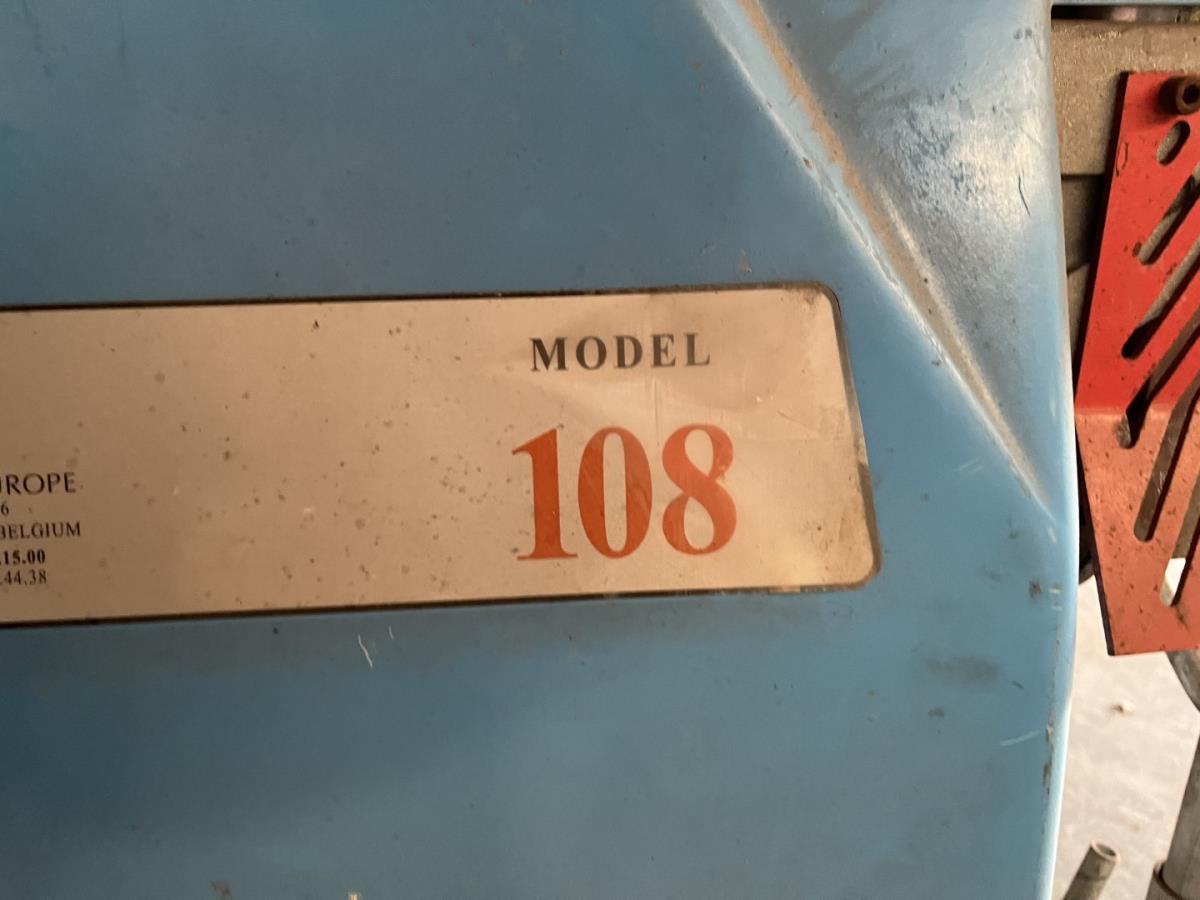 MODEL
108
UROPE
6
BELGIUM
.15.00
.44.38